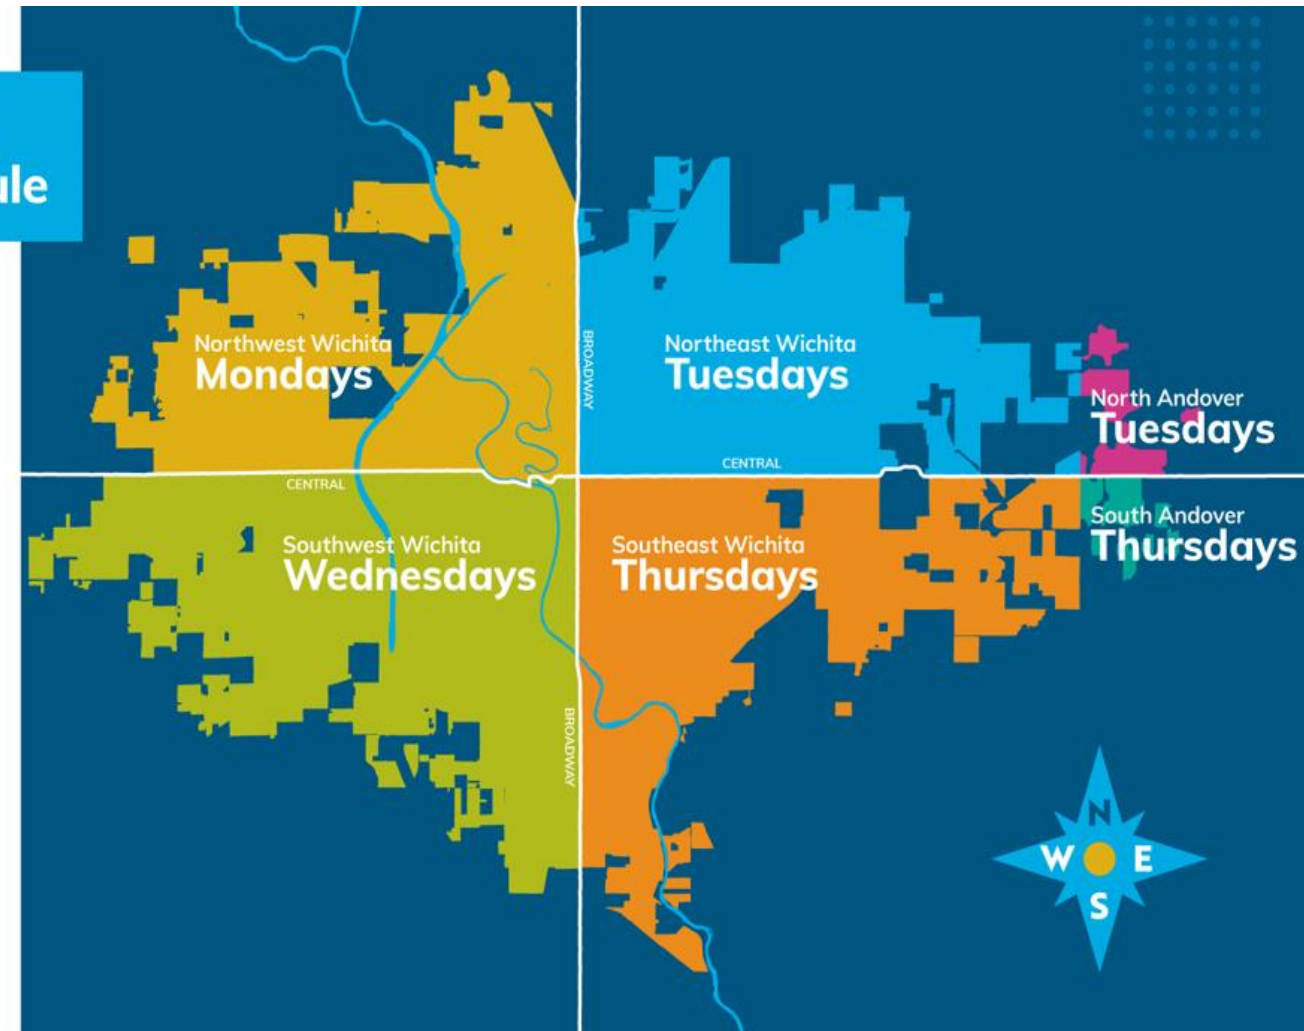 ule
Northwest Wichita
Mondays
BROADWAY
Northeast Wichita
Tuesdays
North Andover
Tuesdays
CENTRAL
CENTRAL
South Andover
Thursdays
Southwest Wichita
Wednesdays
Southeast Wichita
Thursdays
BROADWAY
N
W E
S